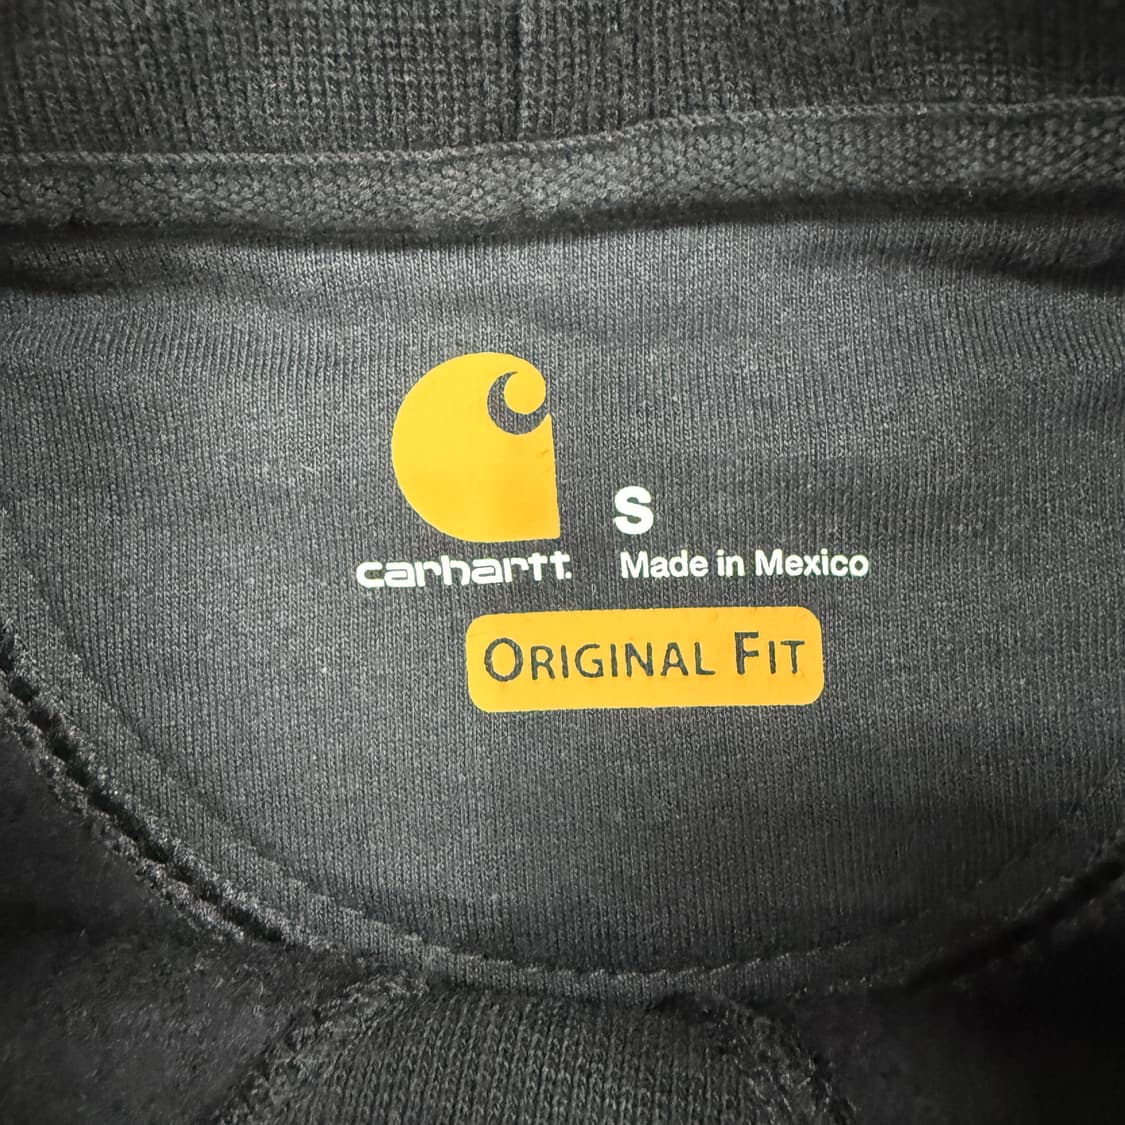 S
carhartt.
Made in Mexico
ORIGINAL FIT